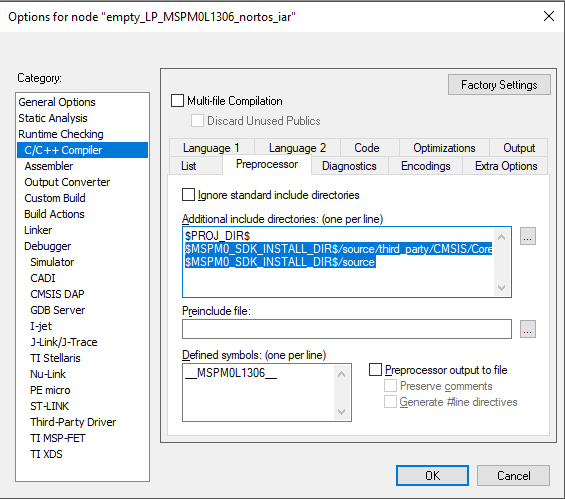 Options for node "empty_LP_MSPM0L1306_nortos_iar"
Category:
General Options
Static Analysis
Runtime Checking
C/C++ Compiler
Assembler
Output Converter
Custom Build
Build Actions
Linker
Debugger
Simulator
CADI
CMSIS DAP
GDB Server
I-jet
J-Link/J-Trace
TI Stellaris
Nu-Link
PE micro
ST-LINK
Third-Party Driver
TI MSP-FET
TI XDS
Factory Settings
Multi-file Compilation
Discard Unused Publics
Language 1 Language 2 Code Optimizations Output
List Preprocessor Diagnostics Encodings Extra Options
Ignore standard include directories
Additional include directories: (one per line)
$PROJ_DIR$
$MSPM0_SDK_INSTALL_DIR$/source/third_party/CMSIS/Core
$MSPM0_SDK_INSTALL_DIR$/source
...
Preinclude file:
...
Defined symbols: (one per line)
__MSPM0L1306__
Preprocessor output to file
Preserve comments
Generate #line directives
OK Cancel